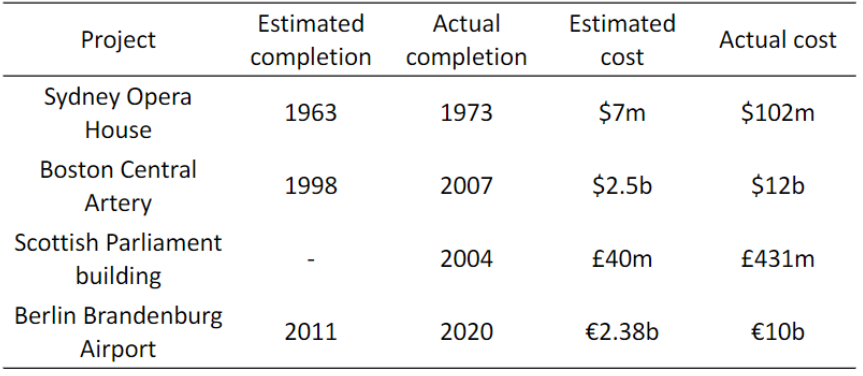 Project Estimated completion Actual completion Estimated cost Actual cost
Sydney Opera House 1963 1973 $7m $102m
Boston Central Artery 1998 2007 $2.5b $12b
Scottish Parliament building - 2004 £40m £431m
Berlin Brandenburg Airport 2011 2020 €2.38b €10b